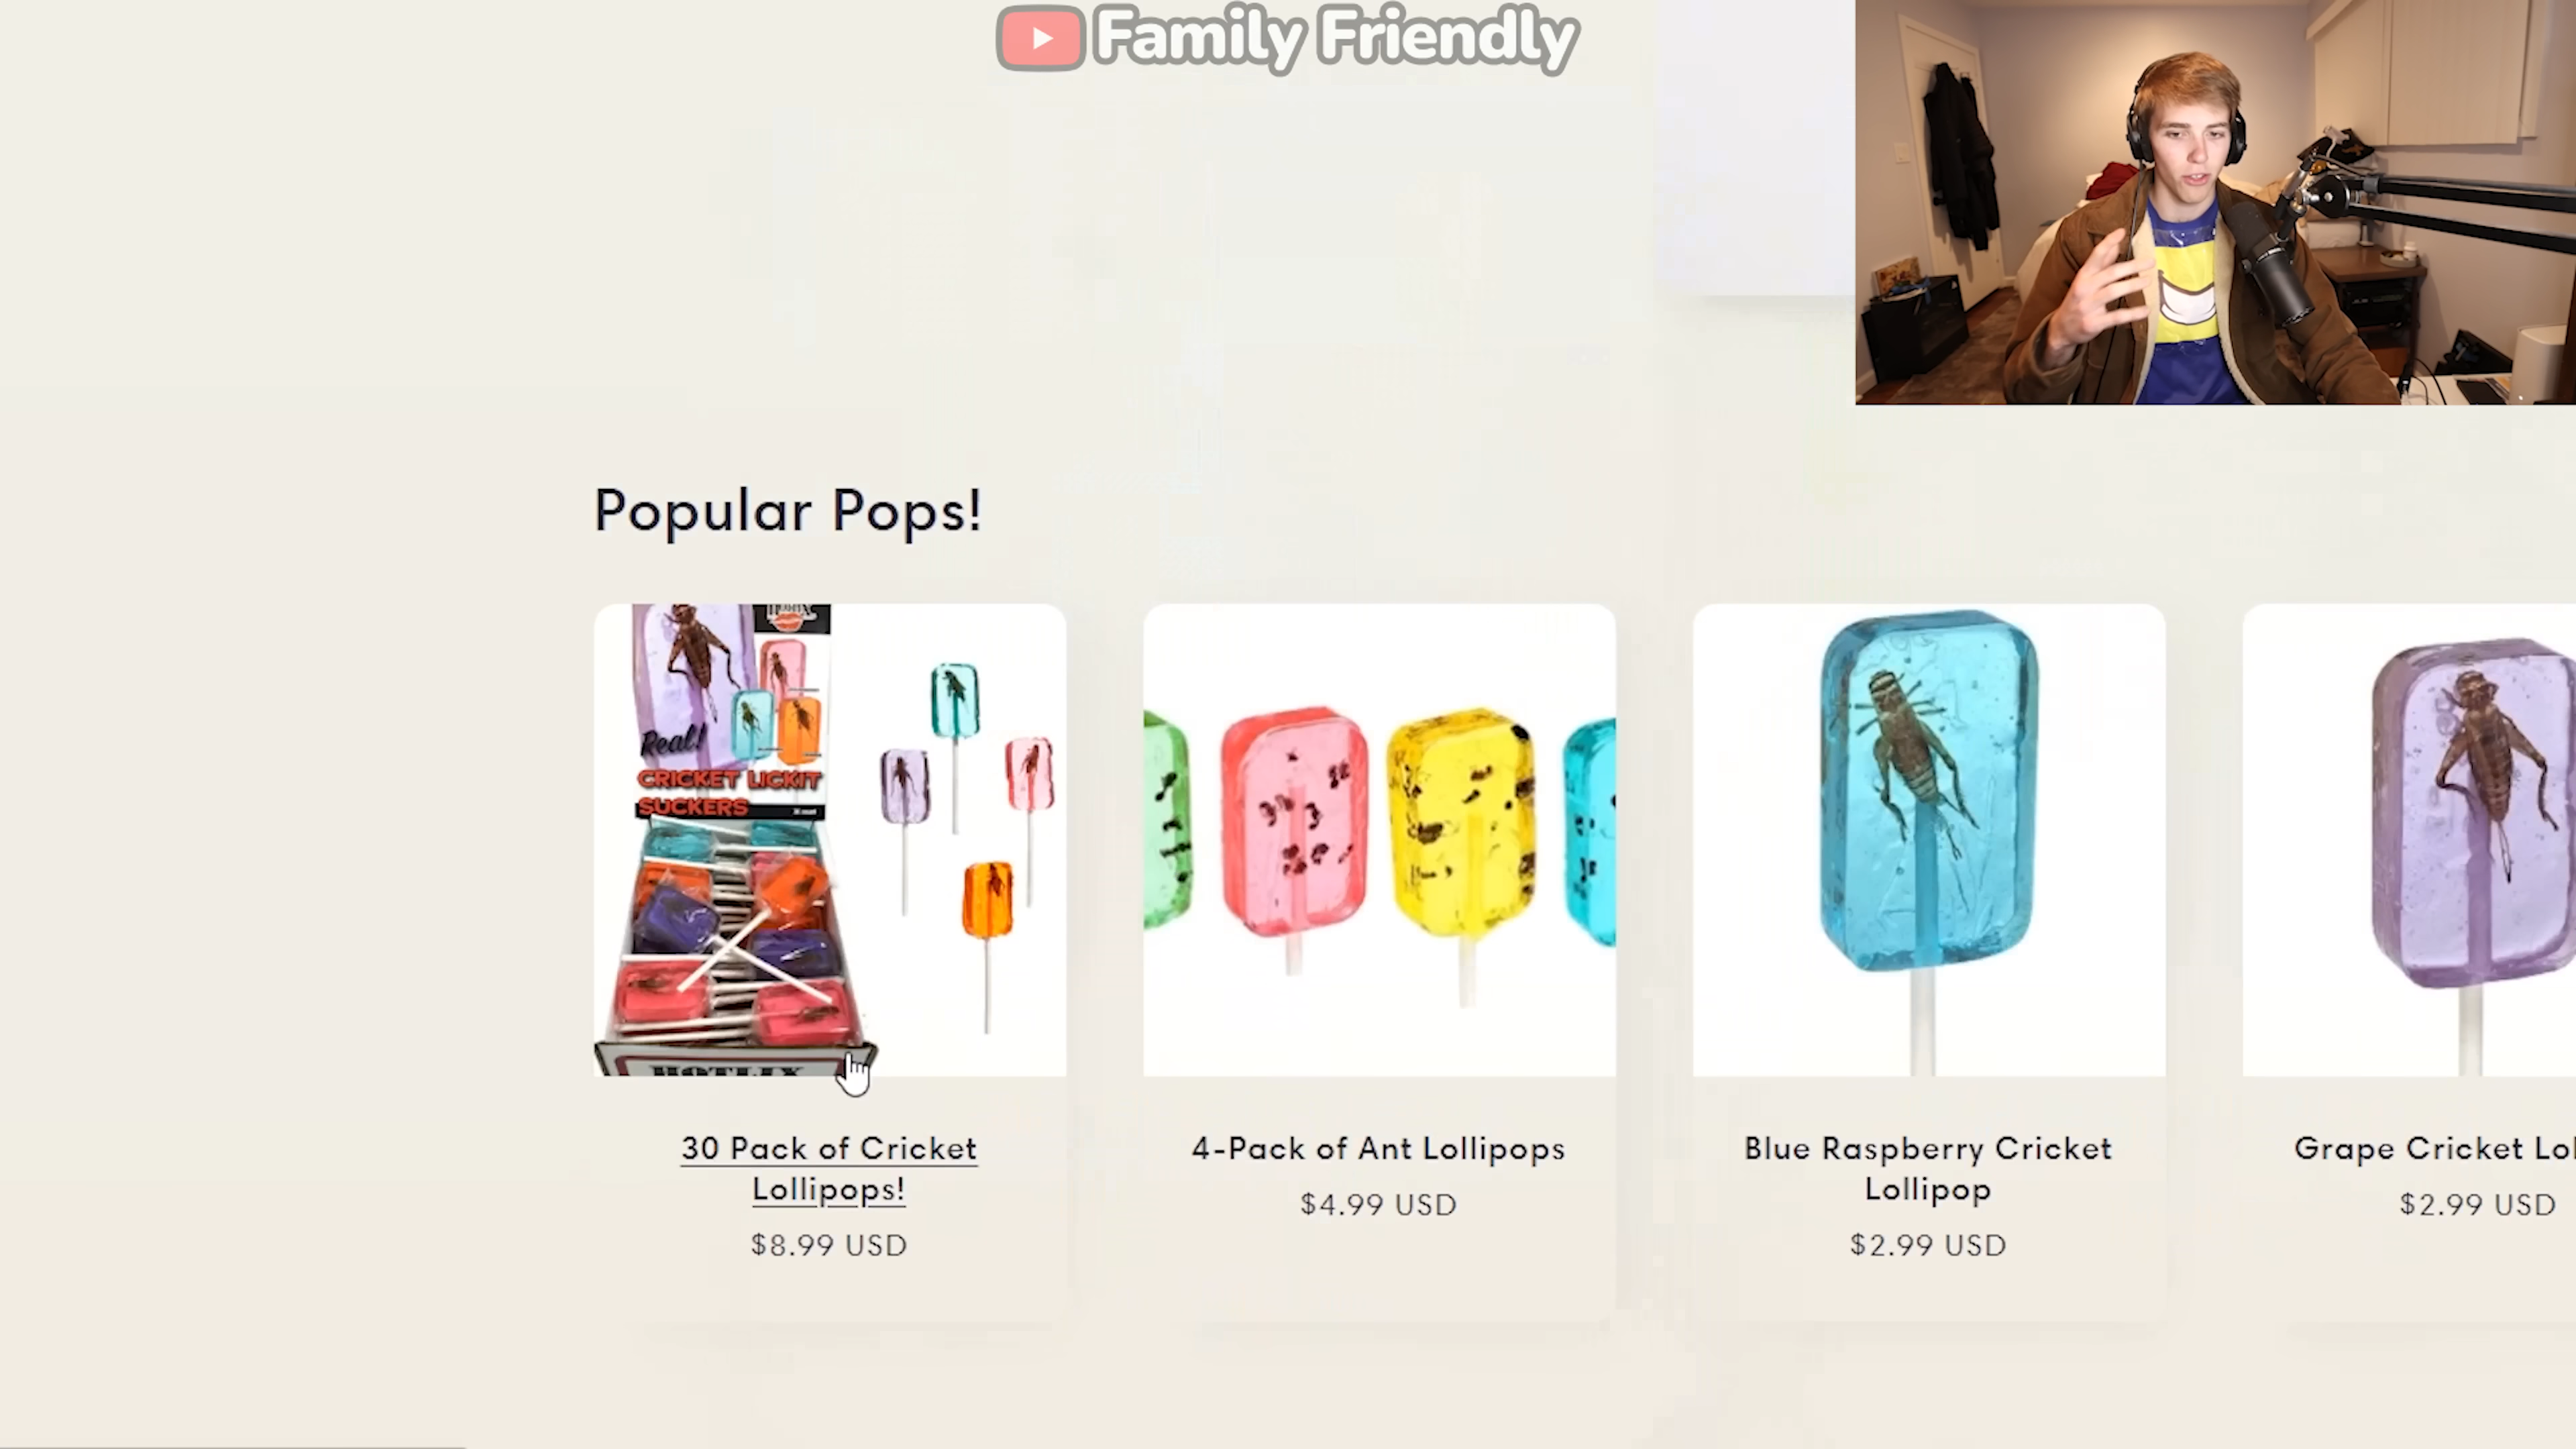 Family Friendly
Popular Pops!
Real!
CRICKET LICKIT
SUCKERS
HOTLIX
30 Pack of Cricket
Lollipops!
$8.99 USD
4-Pack of Ant Lollipops
$4.99 USD
Blue Raspberry Cricket
Lollipop
$2.99 USD
Grape Cricket Lol
$2.99 USD